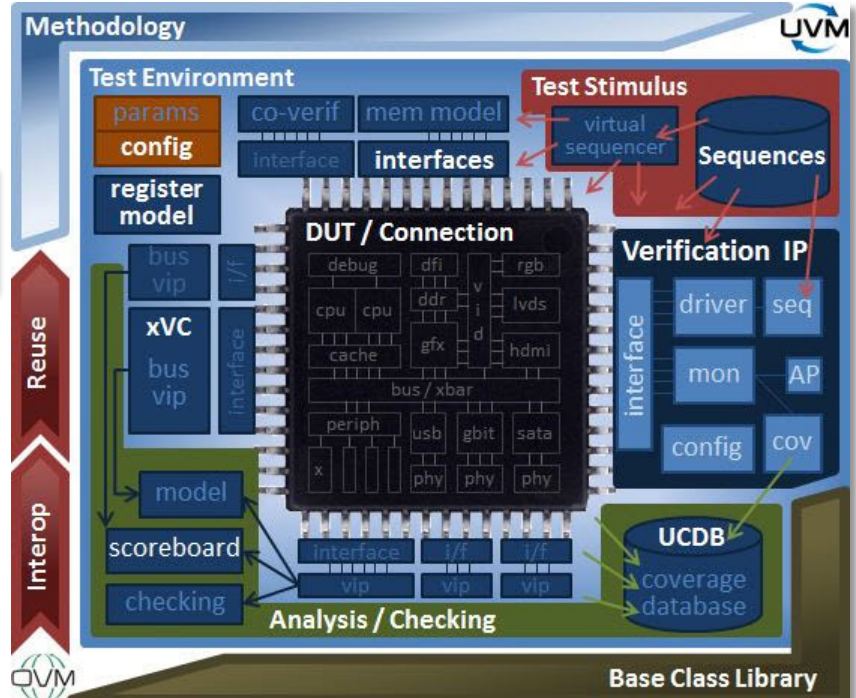 Methodology
UVM
Test Environment
params
config
co-verif
mem model
interface
interfaces
register
model
Test Stimulus
virtual
sequencer
Sequences
DUT / Connection
debug
dfi
v
i
d
rgb
cpu
cpu
ddr
lvds
cache
gfx
hdmi
bus / xbar
periph
usb
gbit
sata
x
phy
phy
phy
bus
vip
i/f
xVC
bus
vip
interface
Verification IP
interface
driver
seq
mon
AP
config
cov
model
scoreboard
checking
interface
i/f
i/f
vip
vip
vip
Analysis / Checking
UCDB
coverage
database
Reuse
Interop
OVM
Base Class Library